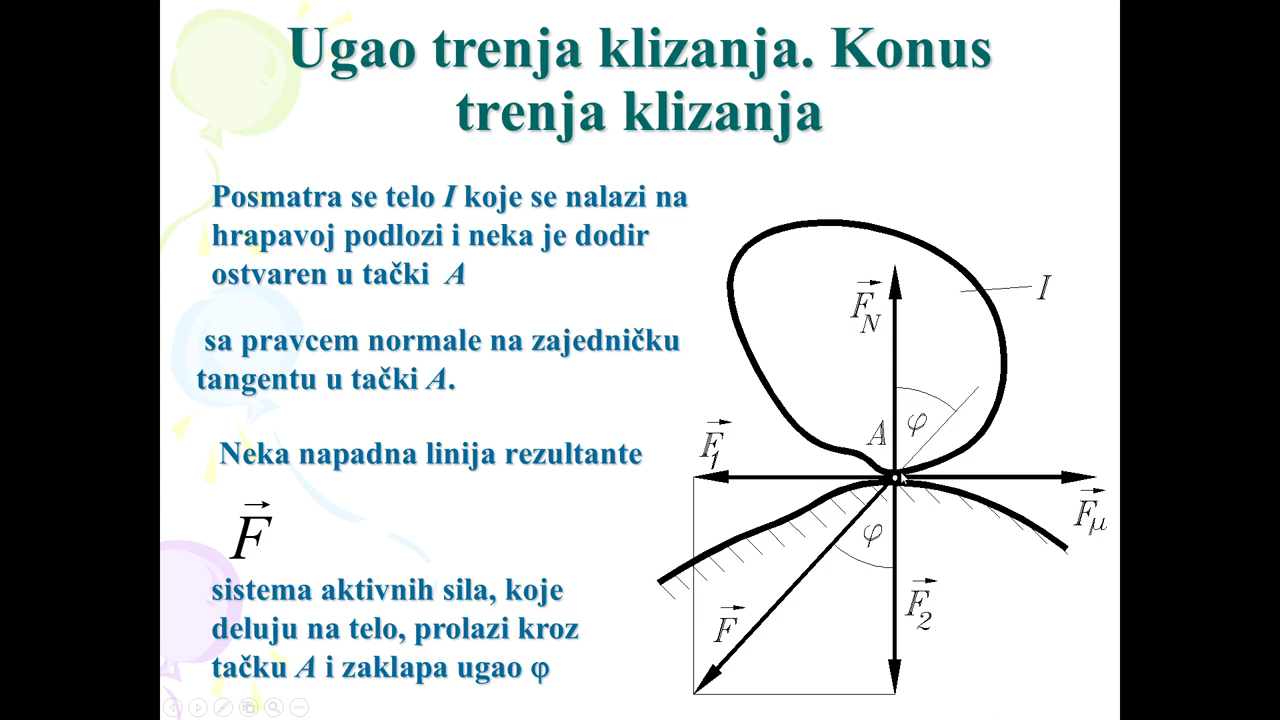 Ugao trenja klizanja. Konus
trenja klizanja
Posmatra se telo I koje se nalazi na
hrapavoj podlozi i neka je dodir
ostvaren u tački A
sa pravcem normale na zajedničku
tangentu u tački A.
Neka napadna linija rezultante
F
sistema aktivnih sila, koje
deluju na telo, prolazi kroz
tačku A i zaklapa ugao φ
I
F_N
φ
A
F_1
F_μ
φ
F_2
F